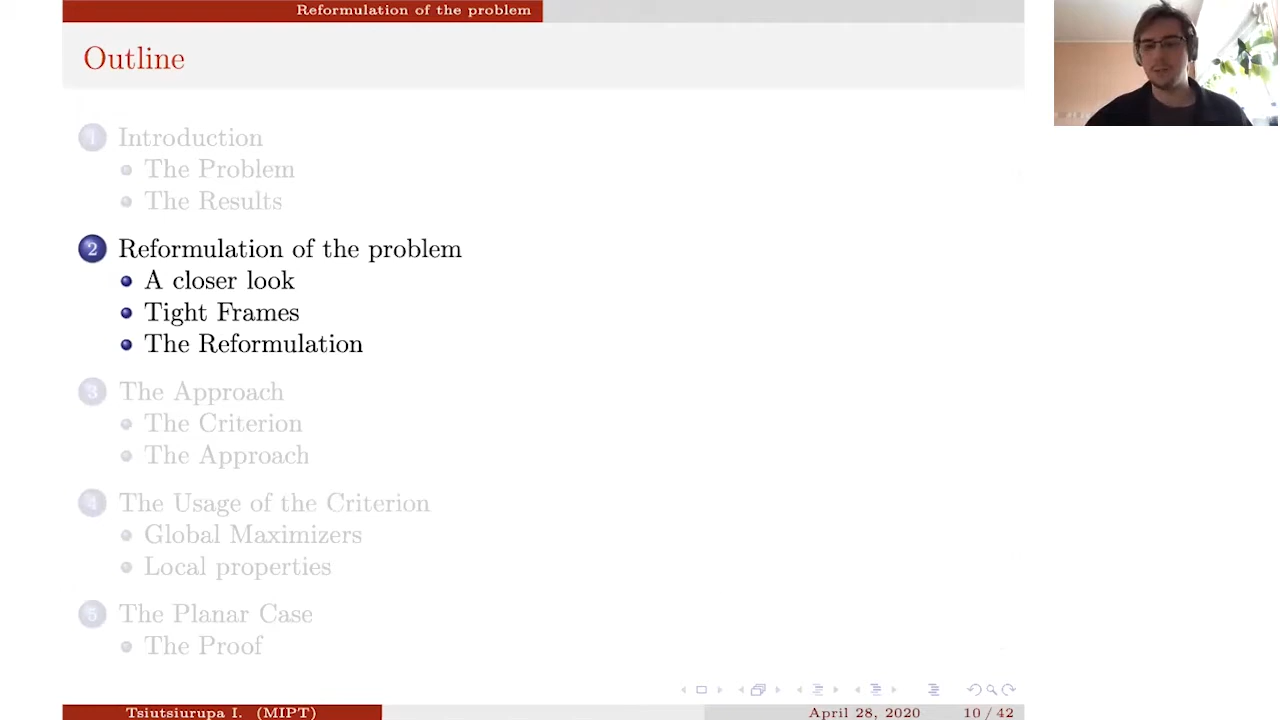 Reformulation of the problem
Outline
1 Introduction
The Problem
The Results
2 Reformulation of the problem
A closer look
Tight Frames
The Reformulation
3 The Approach
The Criterion
The Approach
4 The Usage of the Criterion
Global Maximizers
Local properties
5 The Planar Case
The Proof
Tsiutsiurupa I. (MIPT)
April 28, 2020
10 / 42